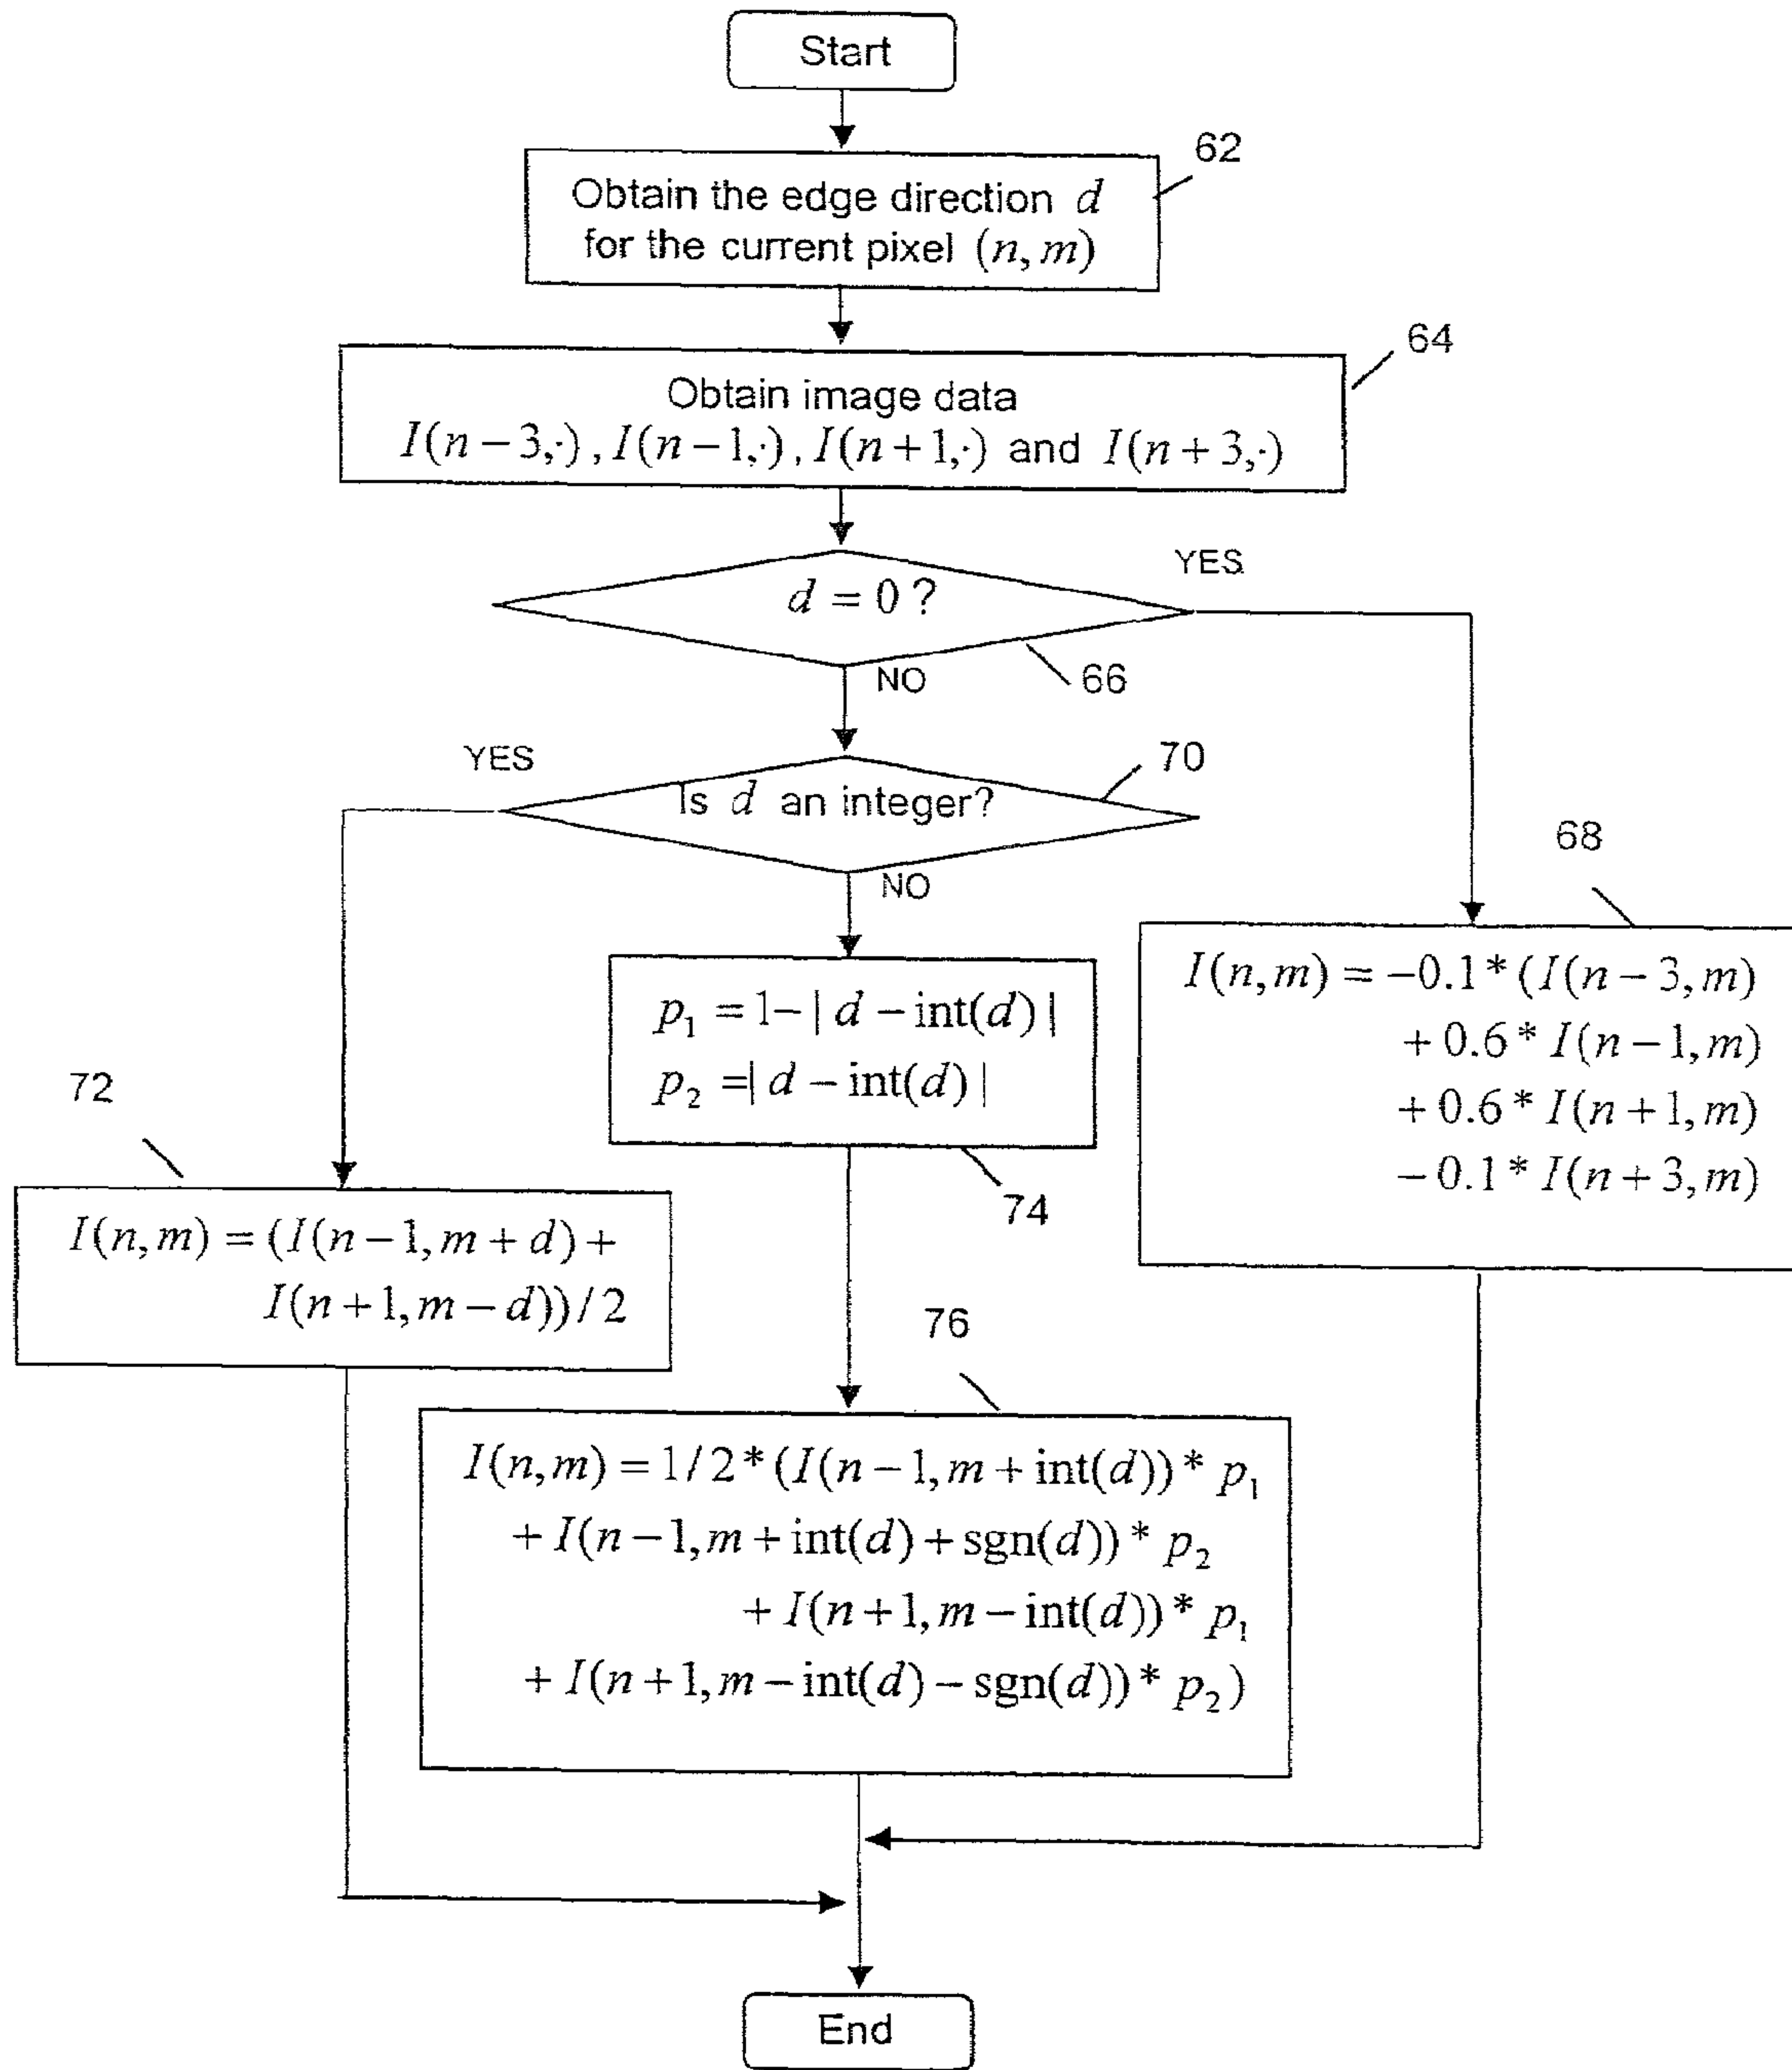 Start
62
Obtain the edge direction d
for the current pixel (n, m)
64
Obtain image data
I(n − 3,·), I(n − 1,·), I(n + 1,·) and I(n + 3,·)
YES
d = 0 ?
66
NO
YES
70
Is d an integer?
NO
68
I(n, m) = −0.1 * (I(n − 3, m)
+ 0.6 * I(n − 1, m)
+ 0.6 * I(n + 1, m)
− 0.1 * I(n + 3, m)
p₁ = 1− | d − int(d) |
p₂ =| d − int(d) |
74
72
I(n, m) = (I(n − 1, m + d) +
I(n + 1, m − d)) / 2
76
I(n, m) = 1/ 2 * (I(n − 1, m + int(d)) * p₁
+ I(n − 1, m + int(d) + sgn(d)) * p₂
+ I(n + 1, m − int(d)) * p₁
+ I(n + 1, m − int(d) − sgn(d)) * p₂)
End